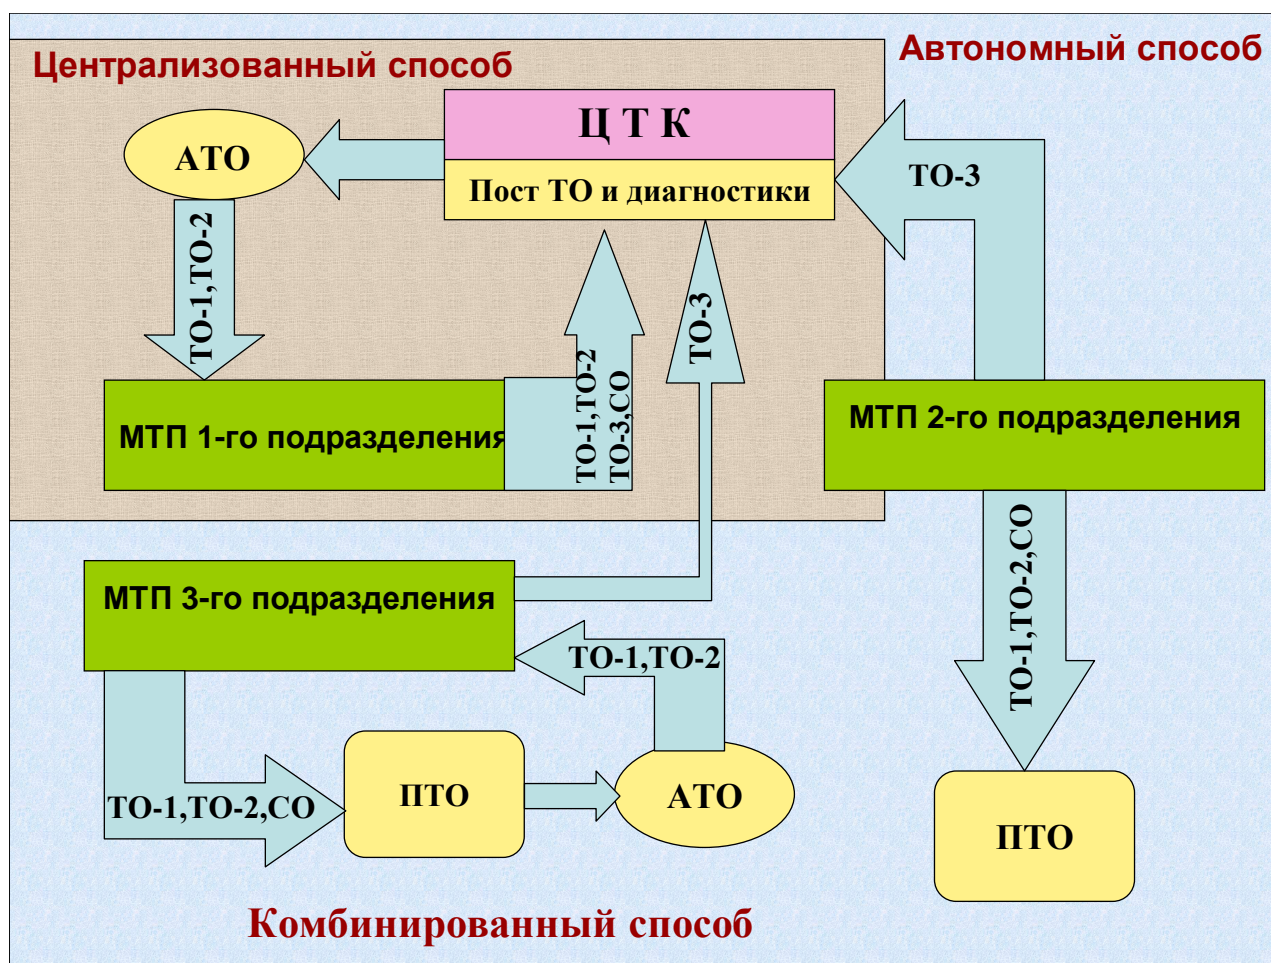 Централизованный способ
Автономный способ
Ц Т К
Пост ТО и диагностики
АТО
ТО-3
ТО-1,ТО-2
ТО-1,ТО-2
ТО-3,СО
ТО-3
МТП 1-го подразделения
МТП 2-го подразделения
ТО-1,ТО-2,СО
МТП 3-го подразделения
ТО-1,ТО-2
ТО-1,ТО-2,СО
ПТО
АТО
ПТО
Комбинированный способ